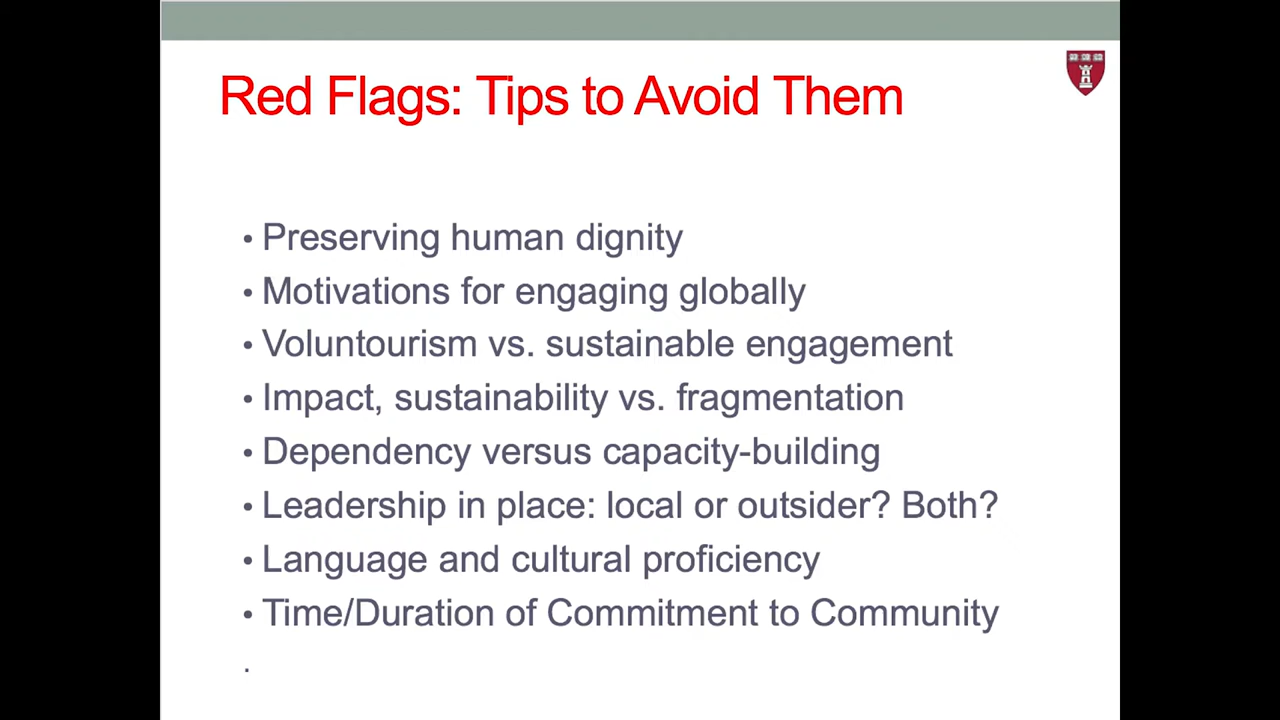 Red Flags: Tips to Avoid Them
• Preserving human dignity
• Motivations for engaging globally
• Voluntourism vs. sustainable engagement
• Impact, sustainability vs. fragmentation
• Dependency versus capacity-building
• Leadership in place: local or outsider? Both?
• Language and cultural proficiency
• Time/Duration of Commitment to Community
.